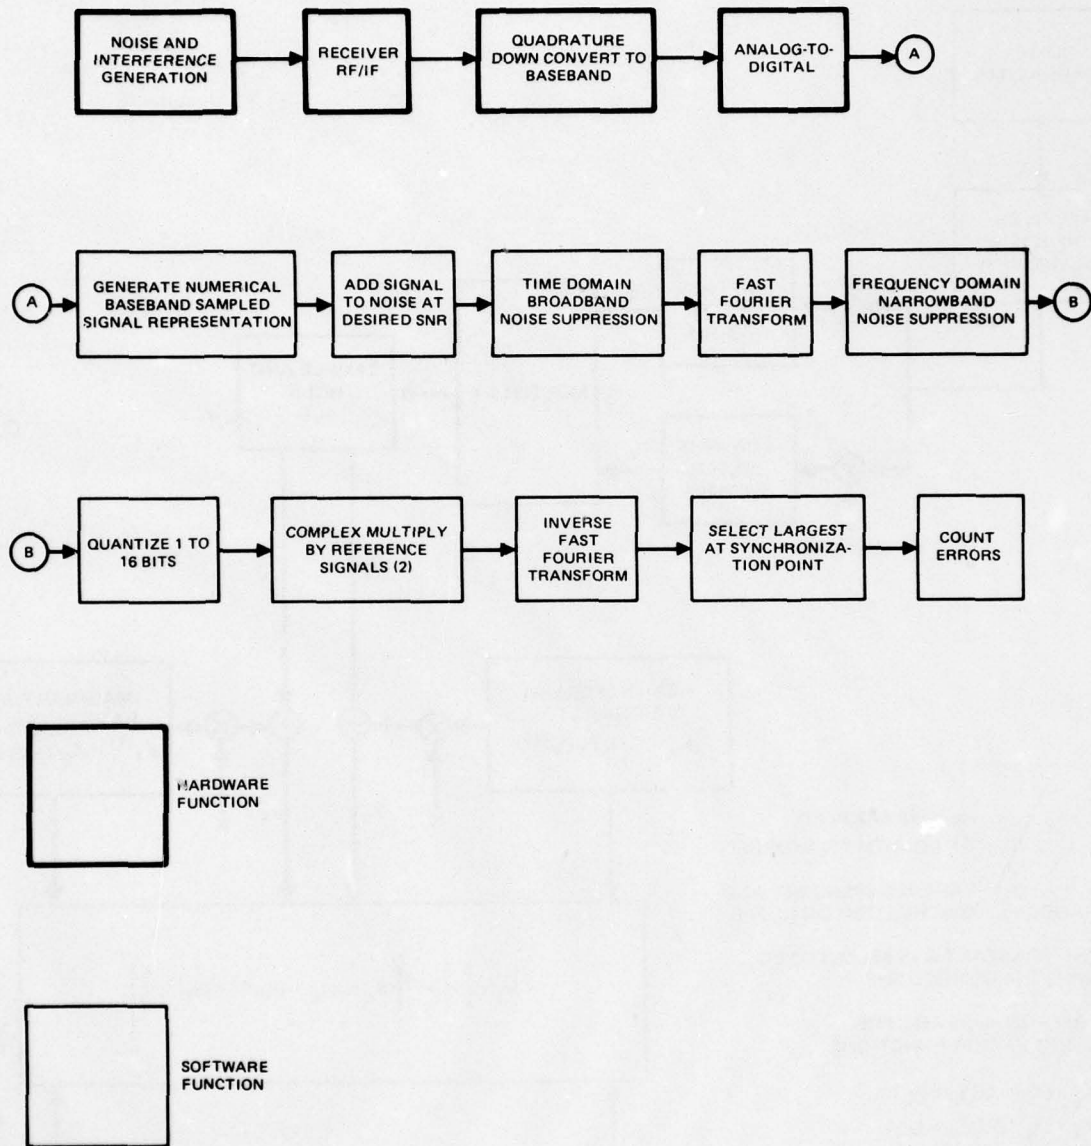 NOISE AND
INTERFERENCE
GENERATION
RECEIVER
RF/IF
QUADRATURE
DOWN CONVERT TO
BASEBAND
ANALOG-TO-
DIGITAL
A
A
GENERATE NUMERICAL
BASEBAND SAMPLED
SIGNAL REPRESENTATION
ADD SIGNAL
TO NOISE AT
DESIRED SNR
TIME DOMAIN
BROADBAND
NOISE SUPPRESSION
FAST
FOURIER
TRANSFORM
FREQUENCY DOMAIN
NARROWBAND
NOISE SUPPRESSION
B
B
QUANTIZE 1 TO
16 BITS
COMPLEX MULTIPLY
BY REFERENCE
SIGNALS (2)
INVERSE
FAST
FOURIER
TRANSFORM
SELECT LARGEST
AT SYNCHRONIZA-
TION POINT
COUNT
ERRORS
HARDWARE
FUNCTION
SOFTWARE
FUNCTION